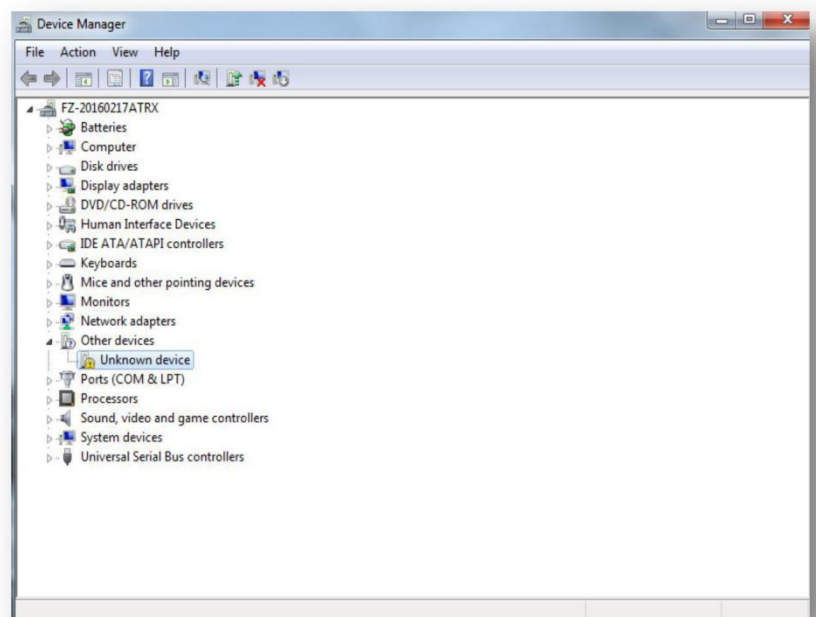 Device Manager
File Action View Help
FZ-20160217ATRX
Batteries
Computer
Disk drives
Display adapters
DVD/CD-ROM drives
Human Interface Devices
IDE ATA/ATAPI controllers
Keyboards
Mice and other pointing devices
Monitors
Network adapters
Other devices
Unknown device
Ports (COM & LPT)
Processors
Sound, video and game controllers
System devices
Universal Serial Bus controllers